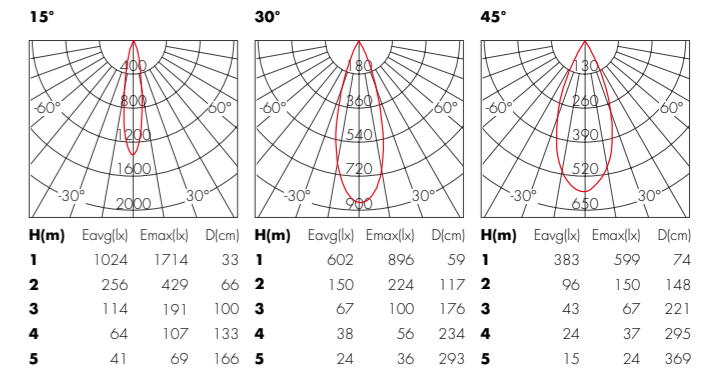 15° 30° 45°
400 180 130
800 360 260
-60° 60° -60° 60° -60° 60°
1200 540 390
1600 720 520
-30° 30° -30° 30° -30° 30°
2000 900 650
H(m) Eavg(lx) Emax(lx) D(cm) H(m) Eavg(lx) Emax(lx) D(cm) H(m) Eavg(lx) Emax(lx) D(cm)
1 1024 1714 33 1 602 896 59 1 383 599 74
2 256 429 66 2 150 224 117 2 96 150 148
3 114 191 100 3 67 100 176 3 43 67 221
4 64 107 133 4 38 56 234 4 24 37 295
5 41 69 166 5 24 36 293 5 15 24 369